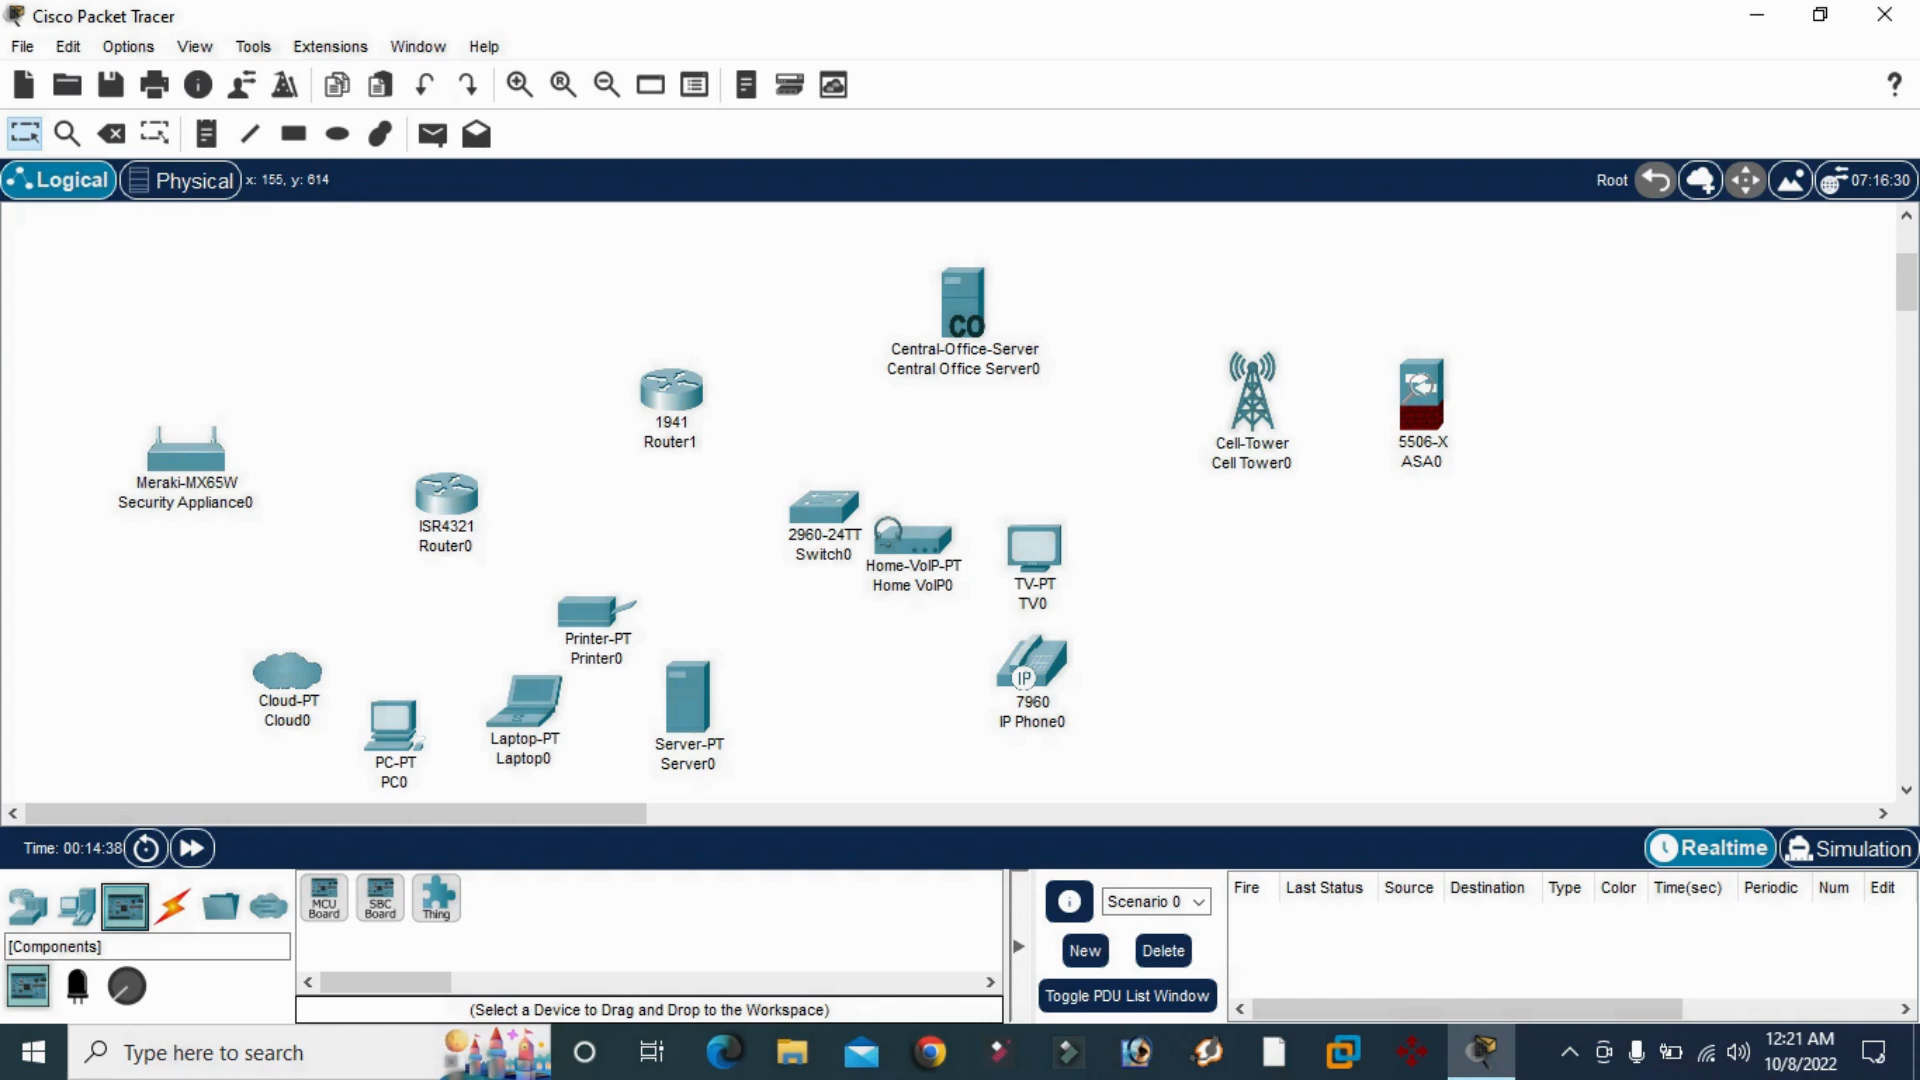 Cisco Packet Tracer
File Edit Options View Tools Extensions Window Help
?
Logical Physical x: 155, y: 614 Root 07:16:30
CO
Central-Office-Server
Central Office Server0
1941
Router1
Cell-Tower
Cell Tower0
5506-X
ASA0
Meraki-MX65W
Security Appliance0
ISR4321
Router0
2960-24TT
Switch0
Home-VoIP-PT
Home VoIP0
TV-PT
TV0
Printer-PT
Printer0
IP
7960
IP Phone0
Cloud-PT
Cloud0
PC-PT
PC0
Laptop-PT
Laptop0
Server-PT
Server0
Time: 00:14:38 Realtime Simulation
MCU
Board
SBC
Board
Thing
[Components]
(Select a Device to Drag and Drop to the Workspace)
Scenario 0
New Delete
Toggle PDU List Window
Fire Last Status Source Destination Type Color Time(sec) Periodic Num Edit
Type here to search
12:21 AM
10/8/2022